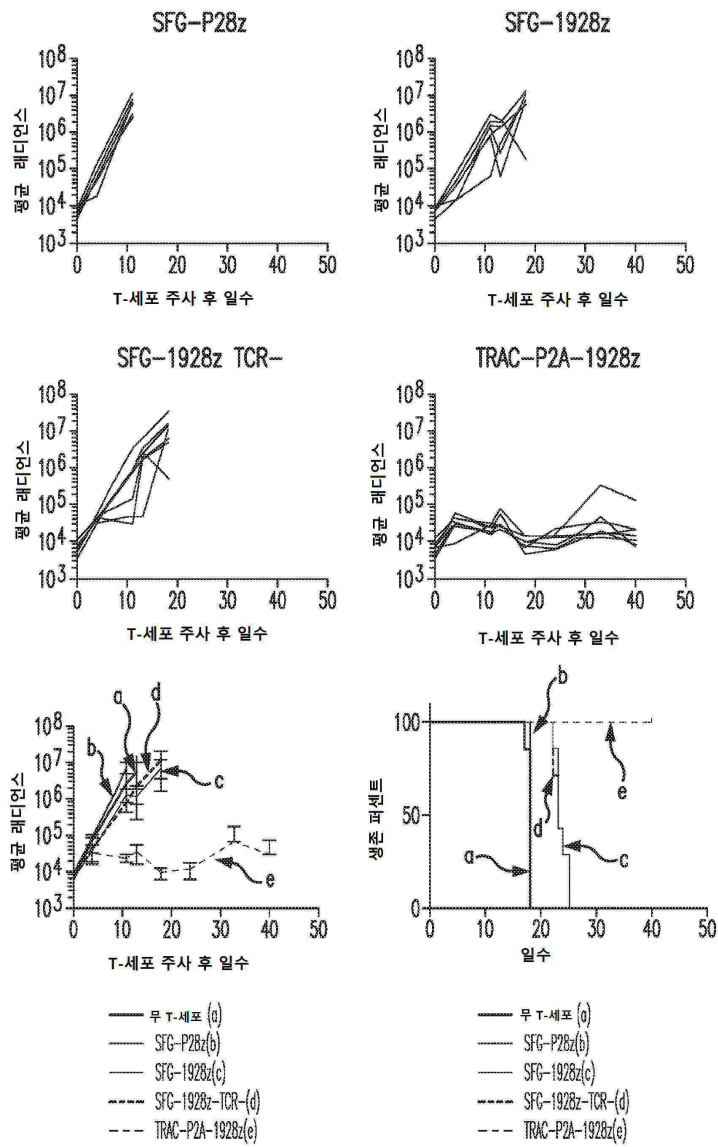 SFG-P28z
평균 래디언스
10⁸
10⁷
10⁶
10⁵
10⁴
10³
0 10 20 30 40 50
T-세포 주사 후 일수
SFG-1928z
평균 래디언스
10⁸
10⁷
10⁶
10⁵
10⁴
10³
0 10 20 30 40 50
T-세포 주사 후 일수
SFG-1928z TCR-
평균 래디언스
10⁸
10⁷
10⁶
10⁵
10⁴
10³
0 10 20 30 40 50
T-세포 주사 후 일수
TRAC-P2A-1928z
평균 래디언스
10⁸
10⁷
10⁶
10⁵
10⁴
10³
0 10 20 30 40 50
T-세포 주사 후 일수
평균 래디언스
10⁸
10⁷
10⁶
10⁵
10⁴
10³
a
d
b
c
e
0 10 20 30 40 50
T-세포 주사 후 일수
생존 퍼센트
100
50
0
b
e
d
a
c
0 10 20 30 40 50
일수
무 T-세포 (a)
SFG-P28z(b)
SFG-1928z(c)
SFG-1928z-TCR-(d)
TRAC-P2A-1928z(e)
무 T-세포 (a)
SFG-P28z(b)
SFG-1928z(c)
SFG-1928z-TCR-(d)
TRAC-P2A-1928z(e)